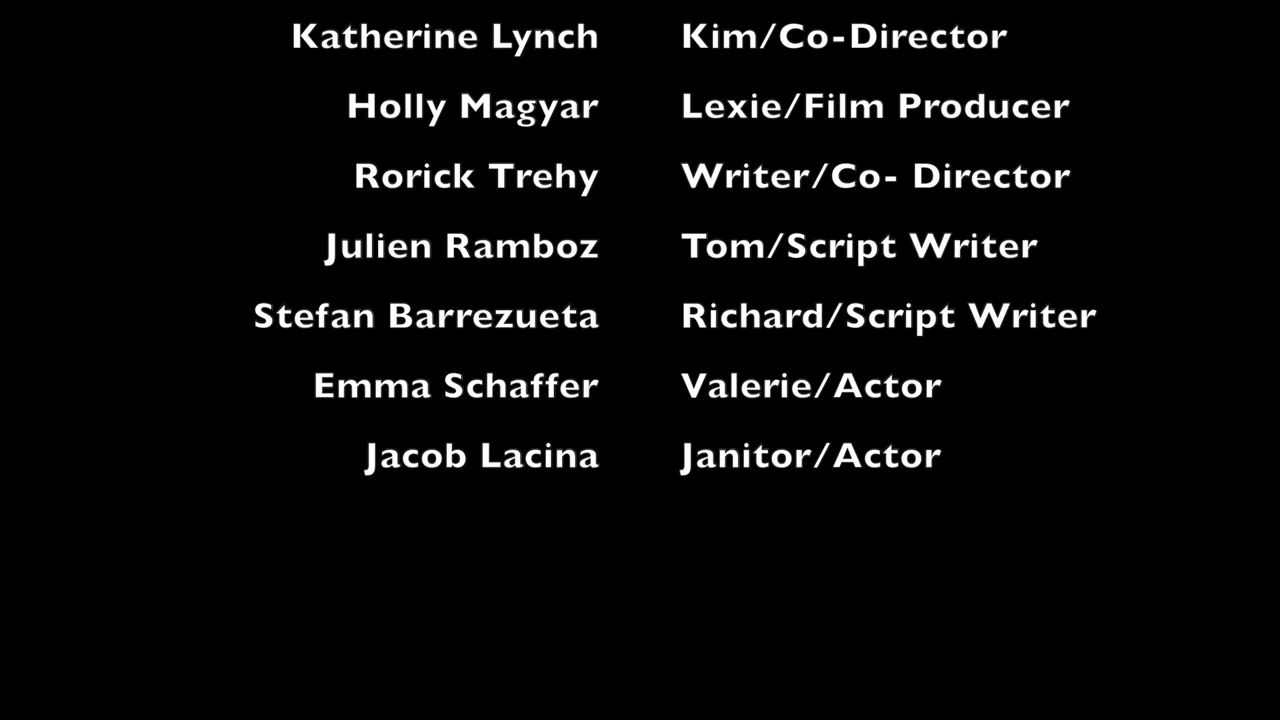 Katherine Lynch Kim/Co-Director
Holly Magyar Lexie/Film Producer
Rorick Trehy Writer/Co- Director
Julien Ramboz Tom/Script Writer
Stefan Barrezueta Richard/Script Writer
Emma Schaffer Valerie/Actor
Jacob Lacina Janitor/Actor